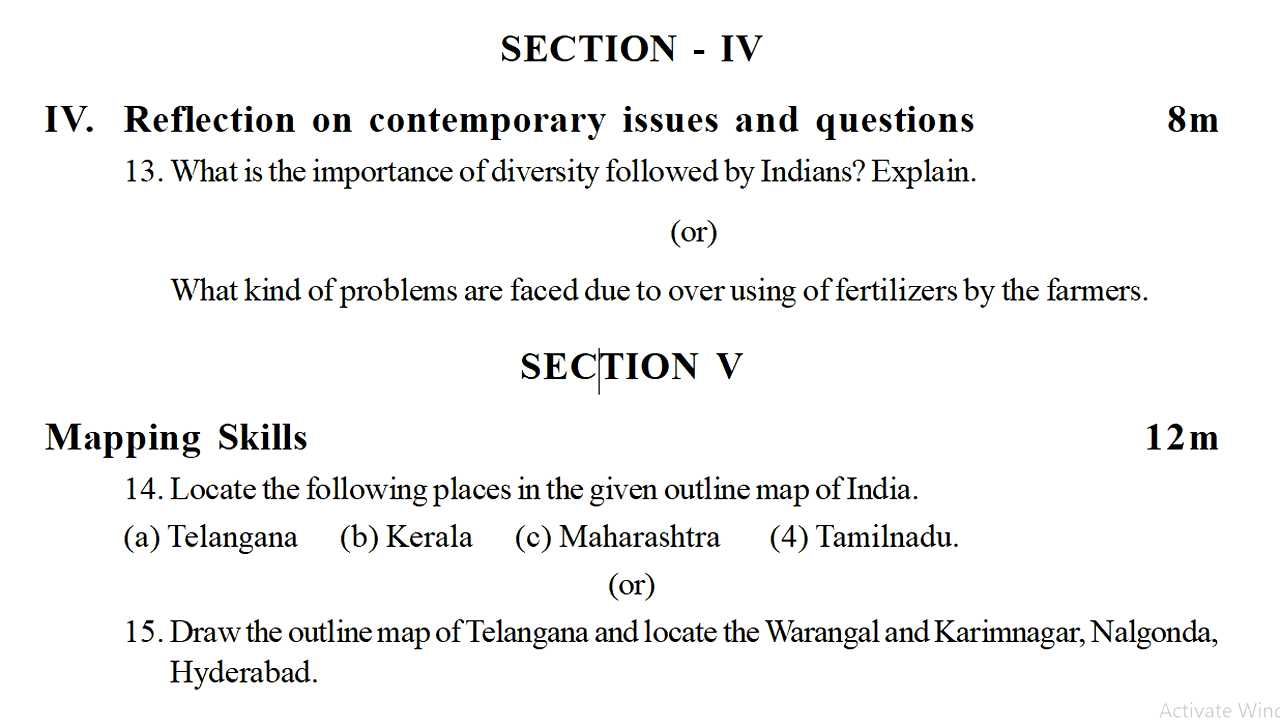 SECTION - IV
IV. Reflection on contemporary issues and questions 8m
13. What is the importance of diversity followed by Indians? Explain.
(or)
What kind of problems are faced due to over using of fertilizers by the farmers.
SECTION V
Mapping Skills 12m
14. Locate the following places in the given outline map of India.
(a) Telangana (b) Kerala (c) Maharashtra (4) Tamilnadu.
(or)
15. Draw the outline map of Telangana and locate the Warangal and Karimnagar, Nalgonda,
Hyderabad.
Activate Wind